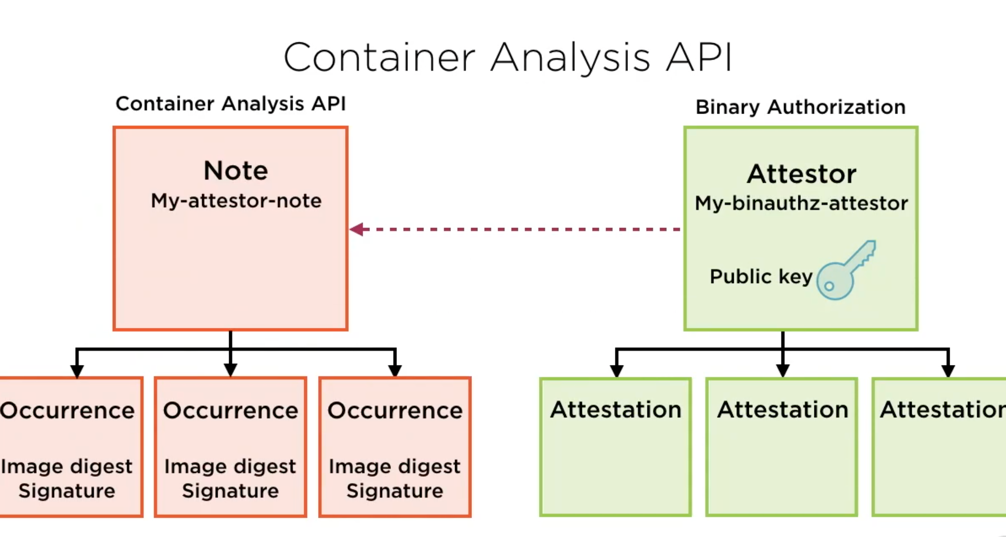 Container Analysis API
Container Analysis API
Binary Authorization
Note
My-attestor-note
Attestor
My-binauthz-attestor
Public key
Occurrence
Image digest
Signature
Occurrence
Image digest
Signature
Occurrence
Image digest
Signature
Attestation
Attestation
Attestation